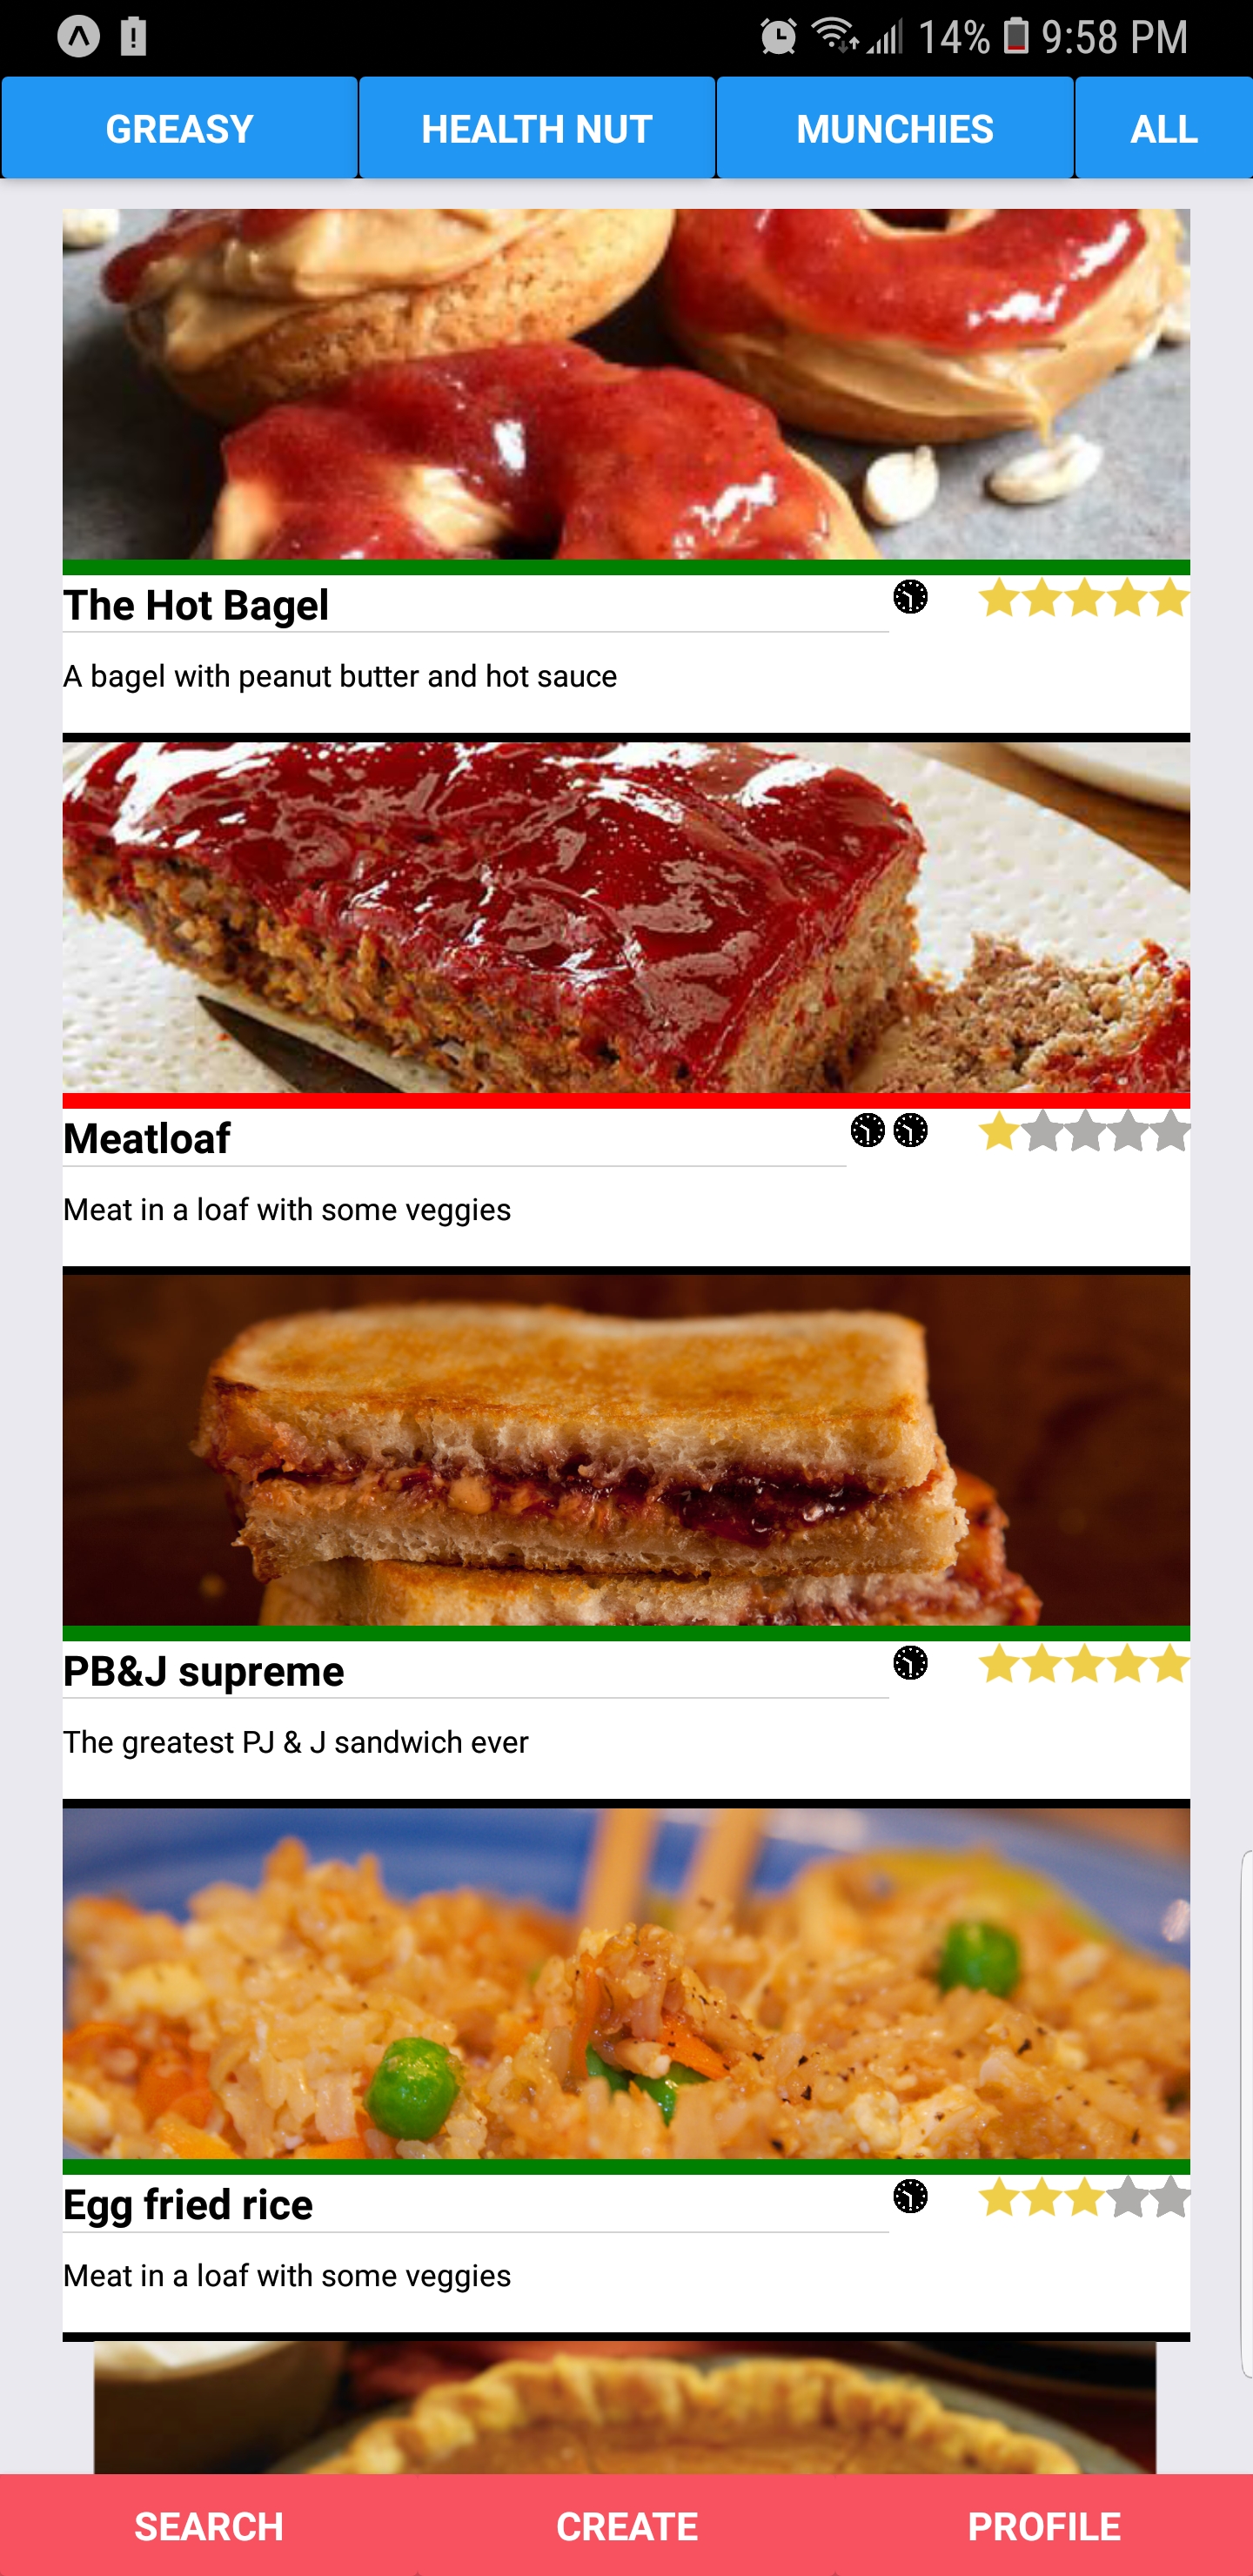 14% 9:58 PM
GREASY HEALTH NUT MUNCHIES ALL
The Hot Bagel
A bagel with peanut butter and hot sauce
Meatloaf
Meat in a loaf with some veggies
PB&J supreme
The greatest PJ & J sandwich ever
Egg fried rice
Meat in a loaf with some veggies
SEARCH CREATE PROFILE